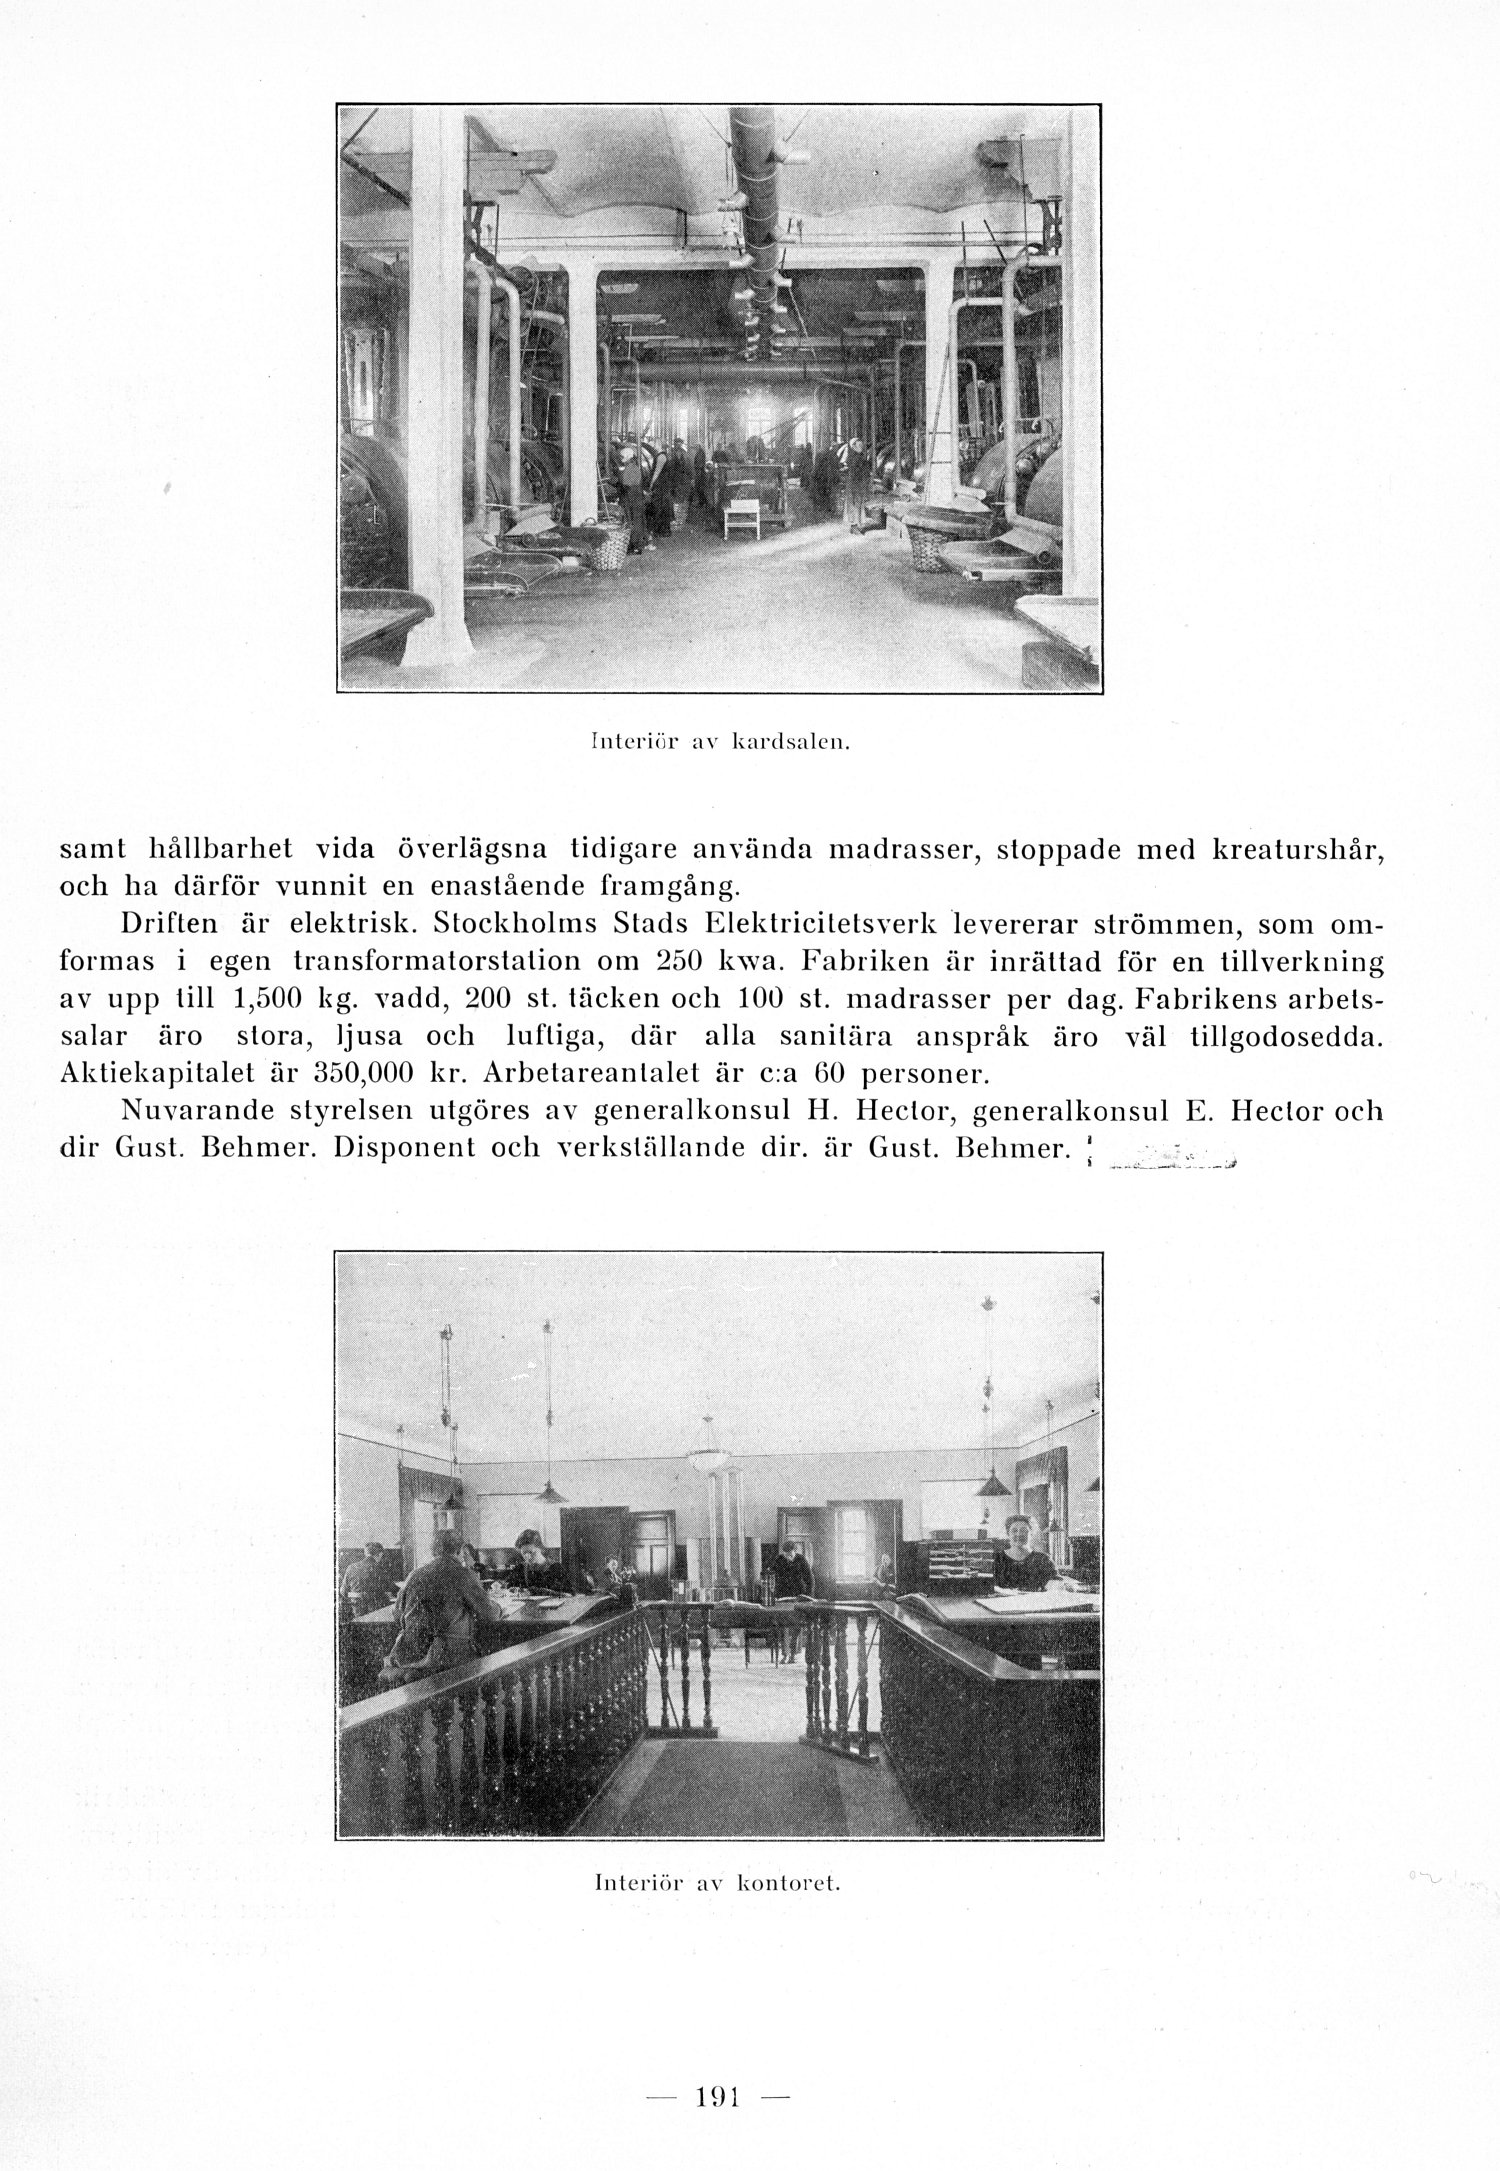 Interiör av kardsalen.
samt hållbarhet vida överlägsna tidigare använda madrasser, stoppade med kreaturshår,
och ha därför vunnit en enastående framgång.
Driften är elektrisk. Stockholms Stads Elektricitetsverk levererar strömmen, som om-
formas i egen transformatorstation om 250 kwa. Fabriken är inrättad för en tillverkning
av upp till 1,500 kg. vadd, 200 st. täcken och 100 st. madrasser per dag. Fabrikens arbets-
salar äro stora, ljusa och luftiga, där alla sanitära anspråk äro väl tillgodosedda.
Aktiekapitalet är 350,000 kr. Arbetareantalet är c:a 60 personer.
Nuvarande styrelsen utgöres av generalkonsul H. Hector, generalkonsul E. Hector och
dir Gust. Behmer. Disponent och verkställande dir. är Gust. Behmer.
Interiör av kontoret.
— 191 —